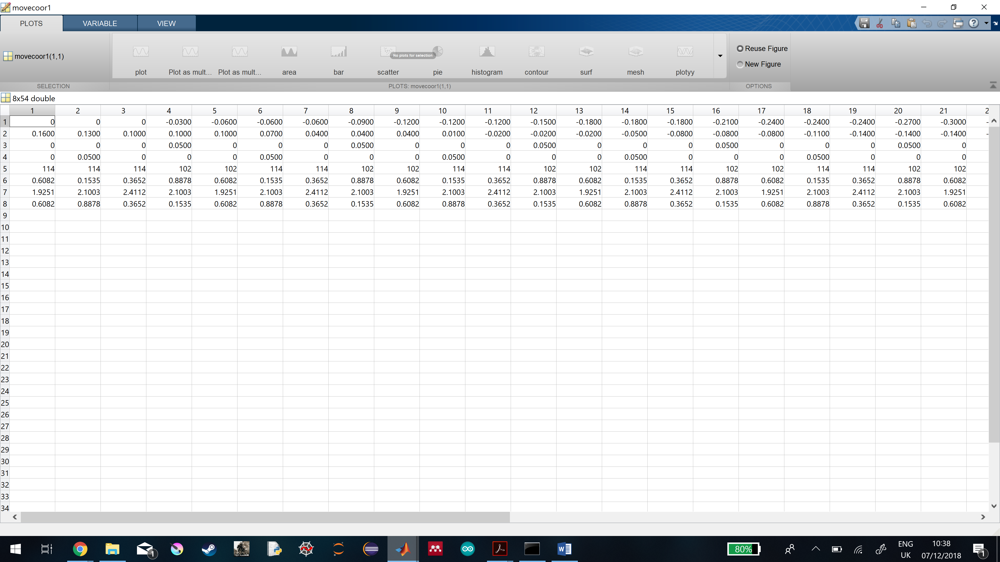 movecoor1
PLOTS VARIABLE VIEW
movecoor1(1,1)
plot Plot as mult... Plot as mult... area bar scatter pie histogram contour surf mesh plotyy
No plots for selection
Reuse Figure
New Figure
SELECTION PLOTS: movecoor1(1,1) OPTIONS
8x54 double
1 2 3 4 5 6 7 8 9 10 11 12 13 14 15 16 17 18 19 20 21 2
1 0 0 0 -0.0300 -0.0600 -0.0600 -0.0600 -0.0900 -0.1200 -0.1200 -0.1200 -0.1500 -0.1800 -0.1800 -0.1800 -0.2100 -0.2400 -0.2400 -0.2400 -0.2700 -0.3000 -
2 0.1600 0.1300 0.1000 0.1000 0.1000 0.0700 0.0400 0.0400 0.0400 0.0100 -0.0200 -0.0200 -0.0200 -0.0500 -0.0800 -0.0800 -0.0800 -0.1100 -0.1400 -0.1400 -0.1400 -
3 0 0 0 0.0500 0 0 0 0.0500 0 0 0 0.0500 0 0 0 0.0500 0 0 0 0.0500 0
4 0 0.0500 0 0 0 0.0500 0 0 0 0.0500 0 0 0 0.0500 0 0 0 0.0500 0 0 0
5 114 114 114 102 102 114 114 102 102 114 114 102 102 114 114 102 102 114 114 102 102
6 0.6082 0.1535 0.3652 0.8878 0.6082 0.1535 0.3652 0.8878 0.6082 0.1535 0.3652 0.8878 0.6082 0.1535 0.3652 0.8878 0.6082 0.1535 0.3652 0.8878 0.6082
7 1.9251 2.1003 2.4112 2.1003 1.9251 2.1003 2.4112 2.1003 1.9251 2.1003 2.4112 2.1003 1.9251 2.1003 2.4112 2.1003 1.9251 2.1003 2.4112 2.1003 1.9251
8 0.6082 0.8878 0.3652 0.1535 0.6082 0.8878 0.3652 0.1535 0.6082 0.8878 0.3652 0.1535 0.6082 0.8878 0.3652 0.1535 0.6082 0.8878 0.3652 0.1535 0.6082
9
10
11
12
13
14
15
16
17
18
19
20
21
22
23
24
25
26
27
28
29
30
31
32
33
34
1
80%
ENG
UK
10:38
07/12/2018
1